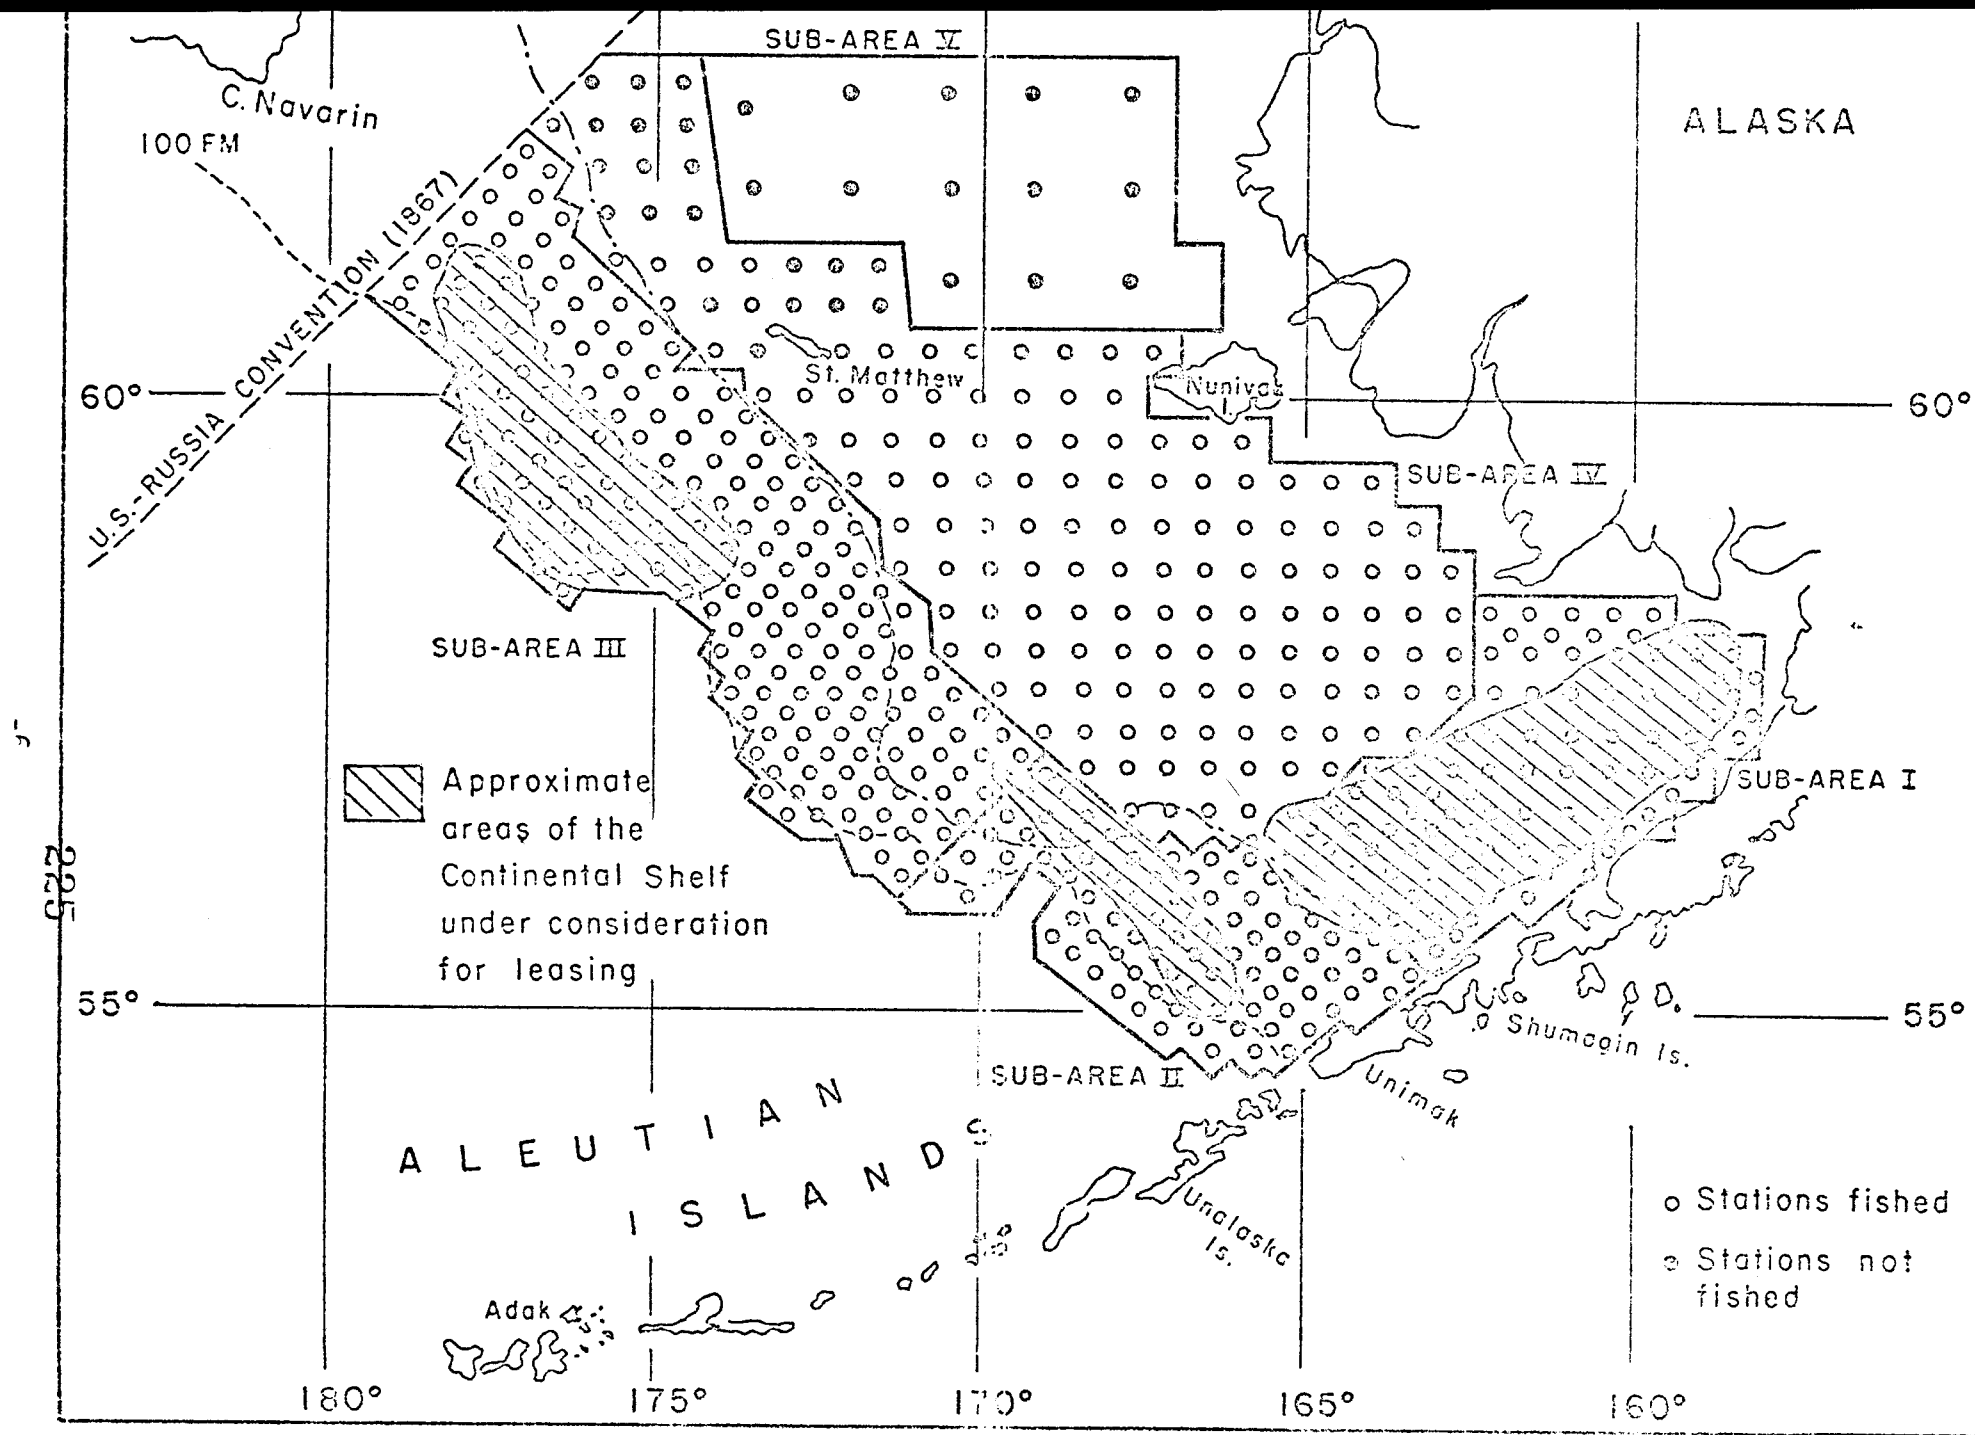 SUB-AREA V
C. Navarin
ALASKA
100 FM
U.S.-RUSSIA CONVENTION (1867)
60°
St. Matthew
Nunivak
60°
SUB-AREA IV
SUB-AREA III
SUB-AREA I
Approximate
areas of the
Continental Shelf
under consideration
for leasing
55°
55°
Shumagin Is.
SUB-AREA II
Unimak
ALEUTIAN
ISLANDS
Unalaska
Is.
Stations fished
Stations not
fished
Adak
180°
175°
170°
165°
160°